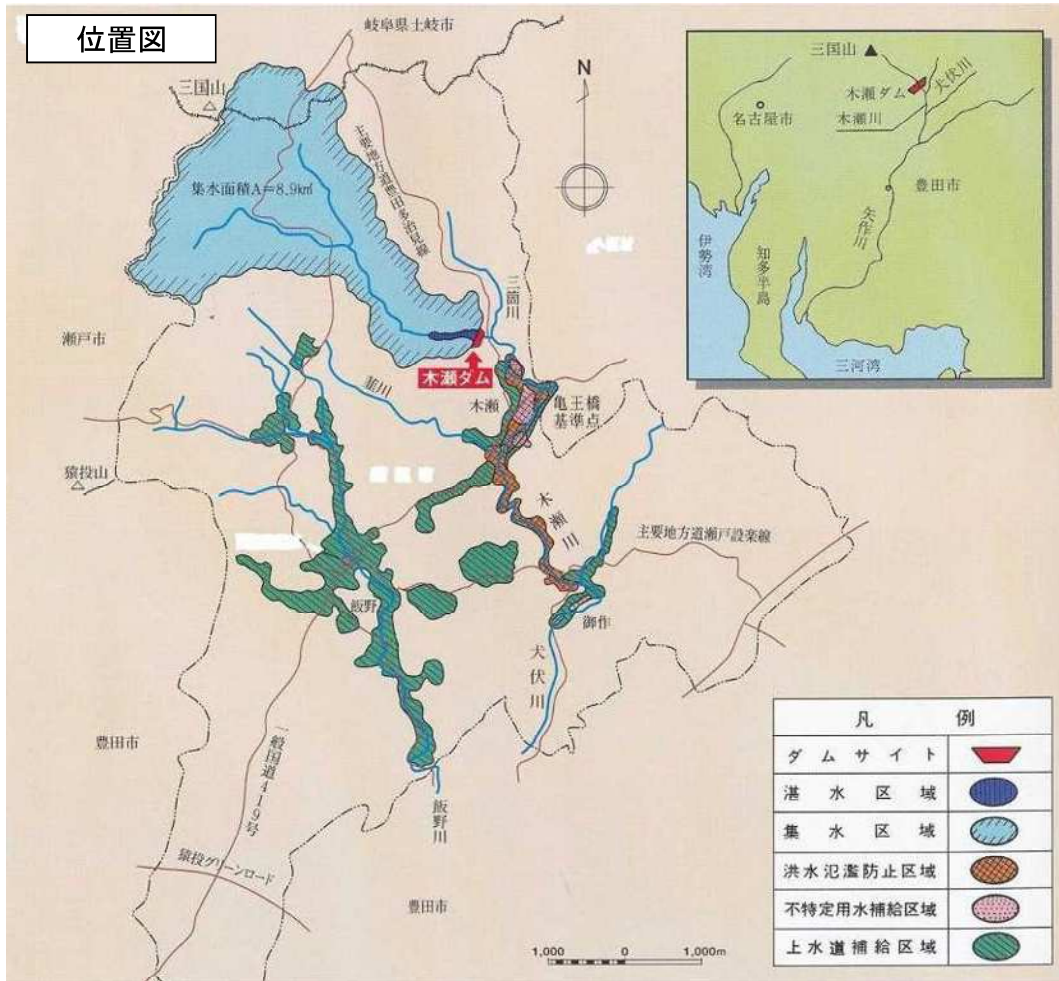 位置図
岐阜県土岐市
三国山
集水面積A=8.9km²
主要地方道豊田多治見線
N
三国山
犬伏川
木瀬ダム
木瀬川
名古屋市
豊田市
矢作川
伊勢湾
知多半島
三河湾
三箇川
瀬戸市
木瀬ダム
韮川
木瀬
亀王橋
基準点
猿投山
木瀬川
主要地方道瀬戸設楽線
飯野
御作
犬伏川
豊田市
一般国道419号
飯野川
猿投グリーンロード
豊田市
1,000 0 1,000m
凡例
ダムサイト
湛水区域
集水区域
洪水氾濫防止区域
不特定用水補給区域
上水道補給区域